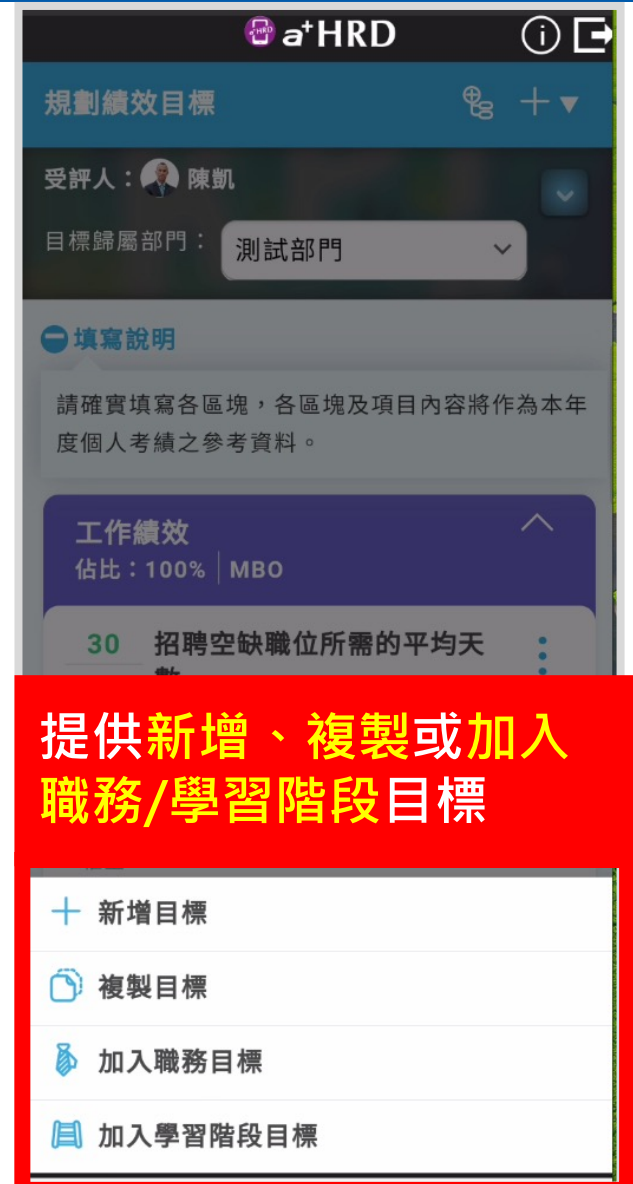 a+HRD
規劃績效目標
受評人：陳凱
目標歸屬部門：測試部門
填寫說明
請確實填寫各區塊，各區塊及項目內容將作為本年
度個人考績之參考資料。
工作績效
佔比：100% | MBO
30 招聘空缺職位所需的平均天
提供新增、複製或加入
職務/學習階段目標
新增目標
複製目標
加入職務目標
加入學習階段目標